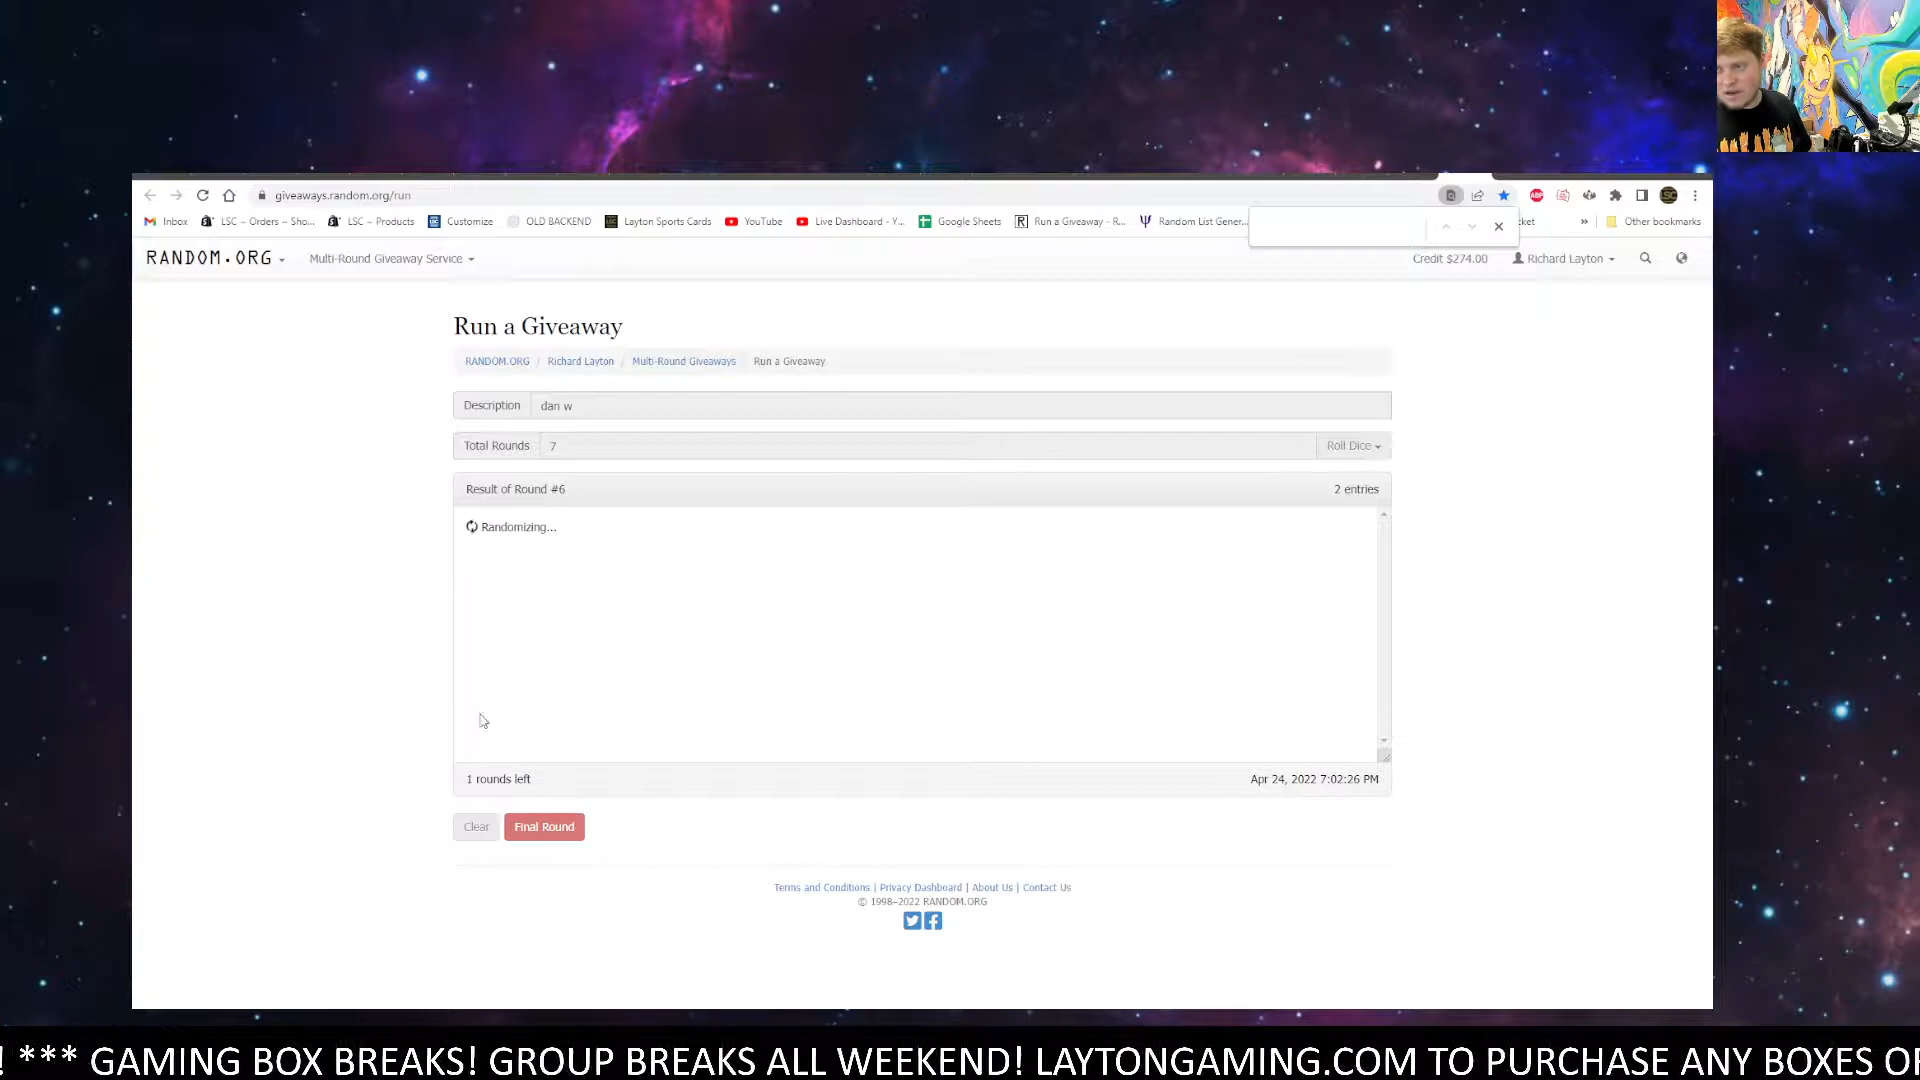 giveaways.random.org/run
Inbox LSC ~ Orders ~ Sho... LSC ~ Products Customize OLD BACKEND Layton Sports Cards YouTube Live Dashboard - Y... Google Sheets Run a Giveaway - R... Random List Gener... cket » Other bookmarks
RANDOM.ORG Multi-Round Giveaway Service Credit $274.00 Richard Layton
Run a Giveaway
RANDOM.ORG / Richard Layton / Multi-Round Giveaways Run a Giveaway
Description dan w
Total Rounds 7 Roll Dice
Result of Round #6 2 entries
Randomizing...
1 rounds left Apr 24, 2022 7:02:26 PM
Clear Final Round
Terms and Conditions | Privacy Dashboard | About Us | Contact Us
© 1998–2022 RANDOM.ORG
! *** GAMING BOX BREAKS! GROUP BREAKS ALL WEEKEND! LAYTONGAMING.COM TO PURCHASE ANY BOXES OF